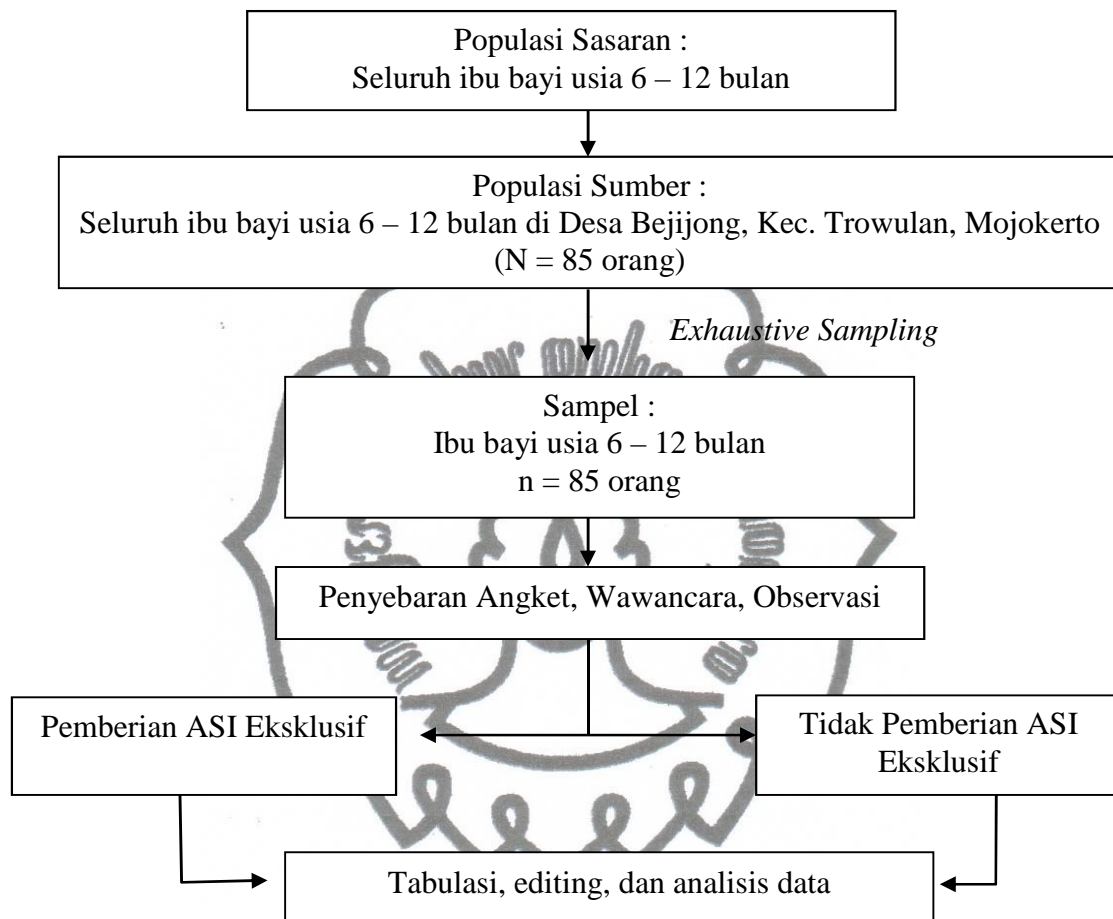 Populasi Sasaran :
Seluruh ibu bayi usia 6 – 12 bulan
Populasi Sumber :
Seluruh ibu bayi usia 6 – 12 bulan di Desa Bejijong, Kec. Trowulan, Mojokerto
(N = 85 orang)
Exhaustive Sampling
Sampel :
Ibu bayi usia 6 – 12 bulan
n = 85 orang
Penyebaran Angket, Wawancara, Observasi
Pemberian ASI Eksklusif
Tidak Pemberian ASI
Eksklusif
Tabulasi, editing, dan analisis data